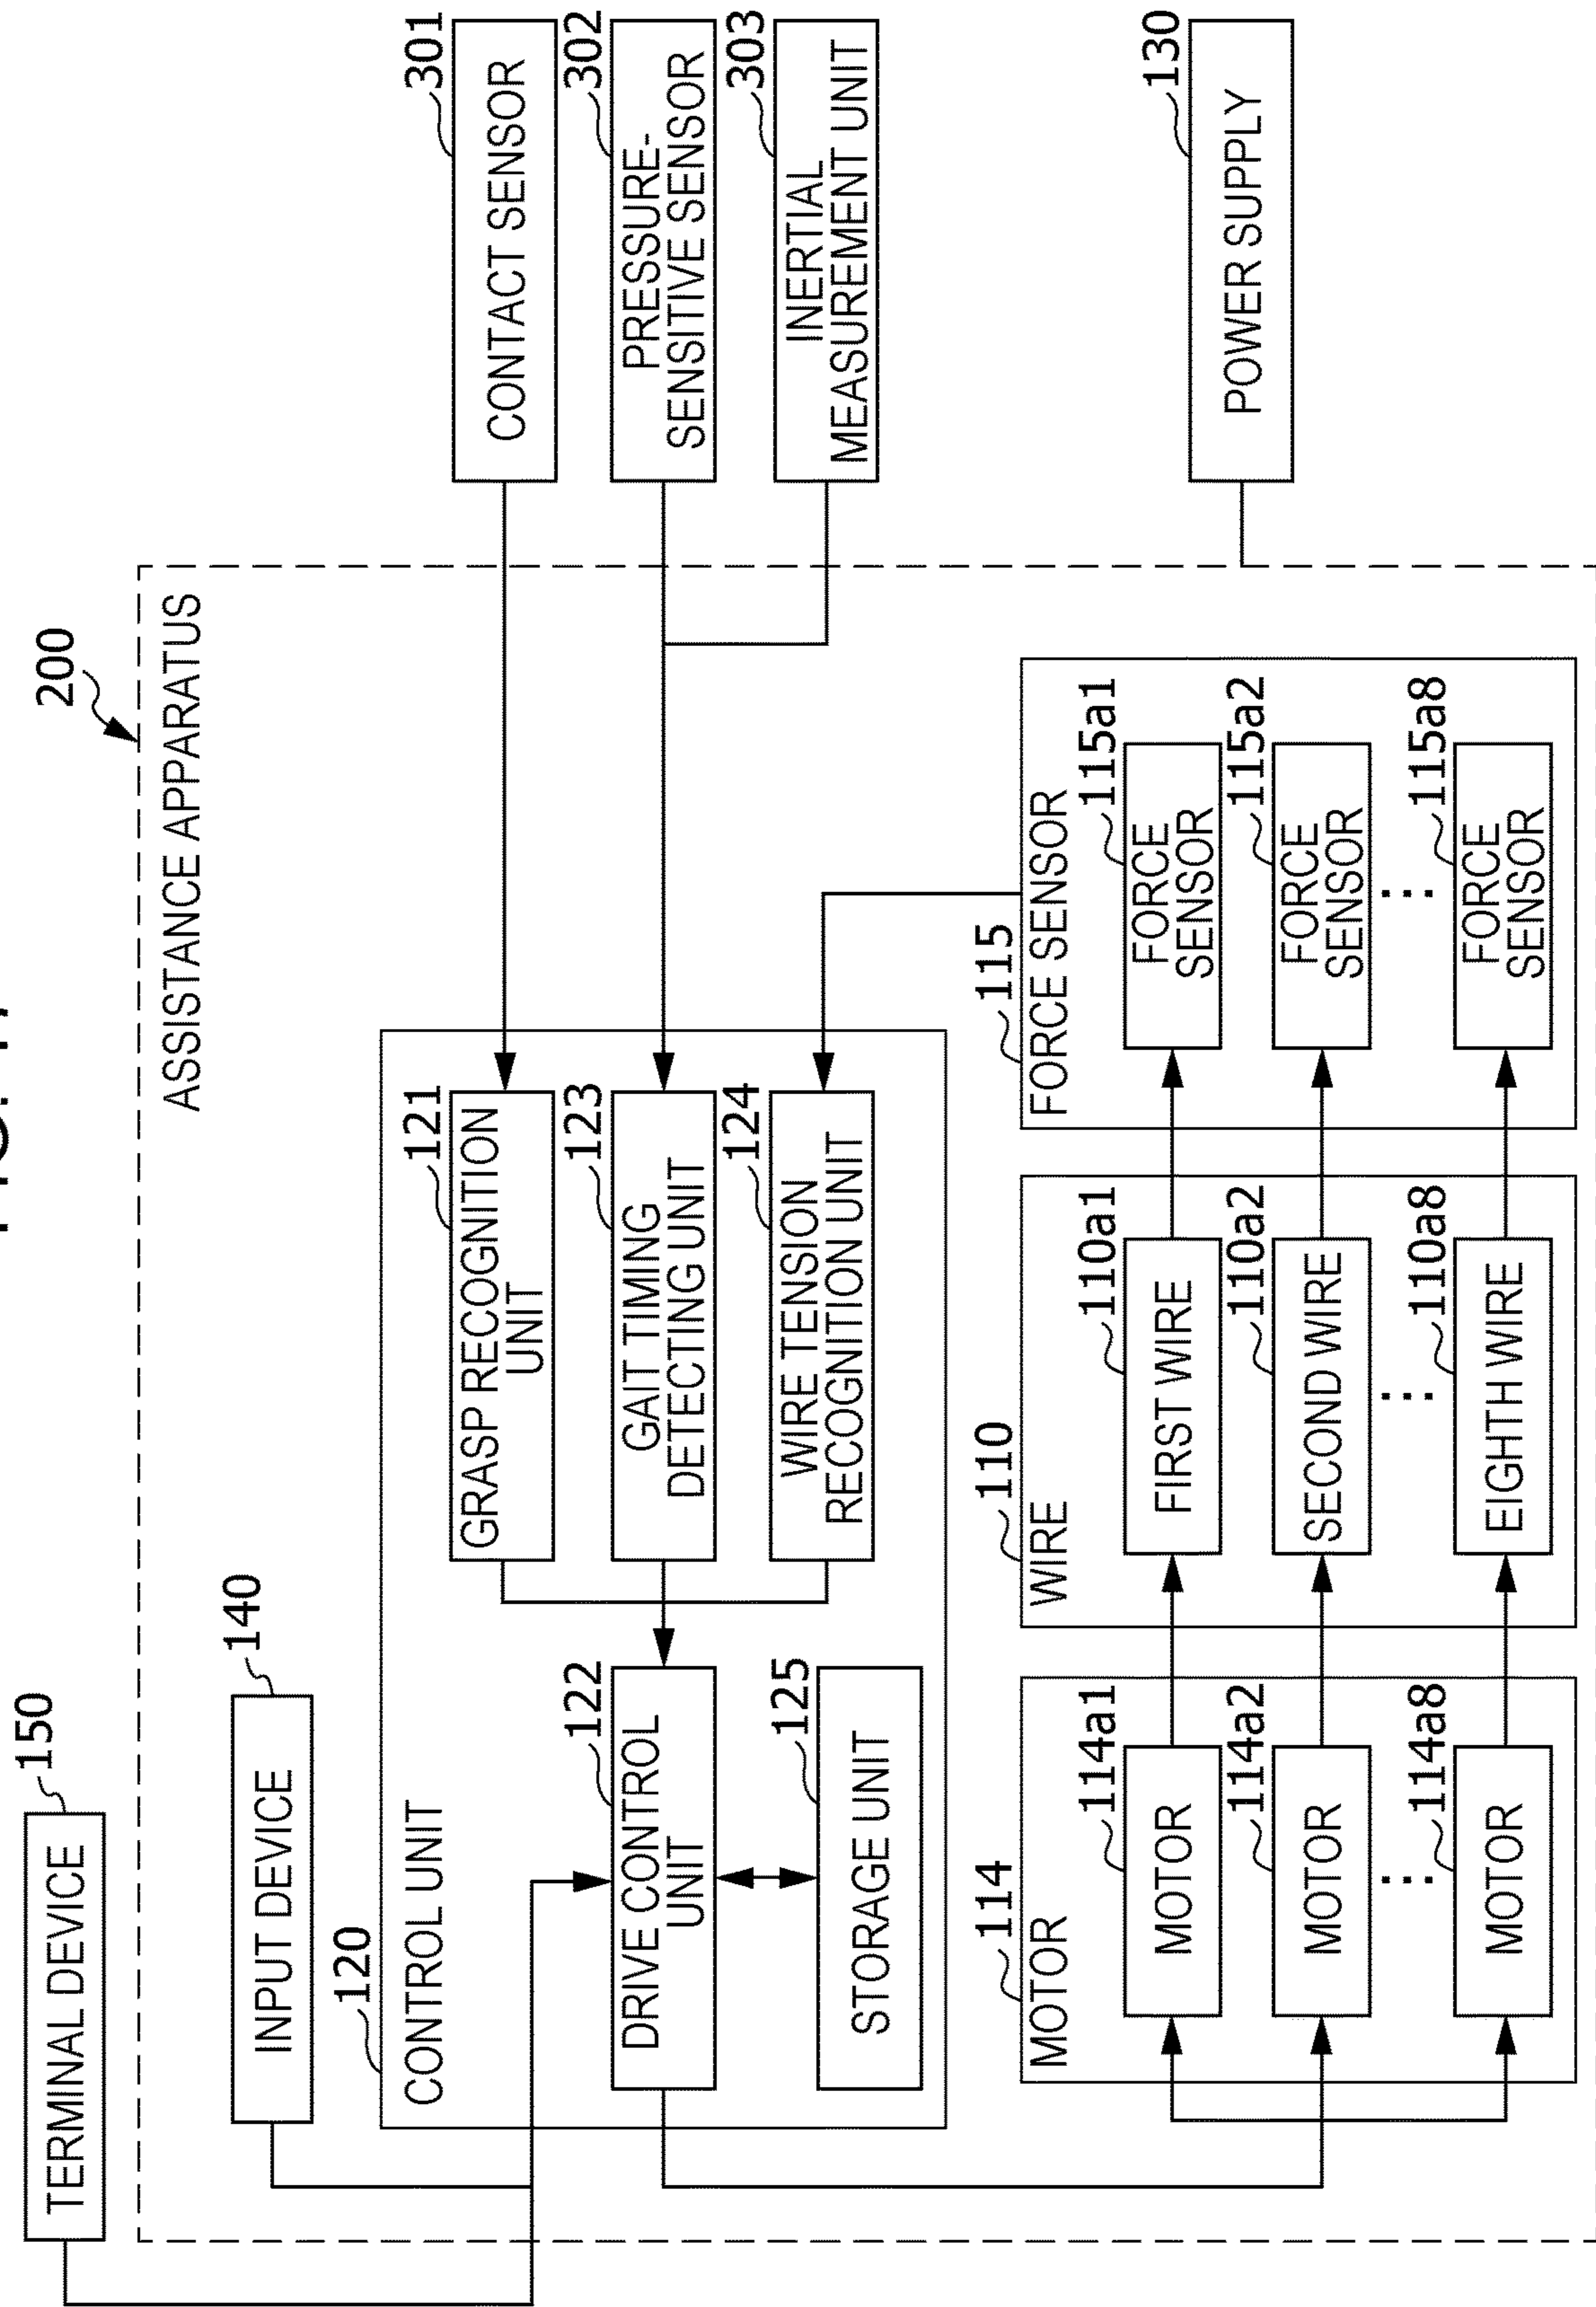 150
TERMINAL DEVICE
200
ASSISTANCE APPARATUS
140
INPUT DEVICE
120
CONTROL UNIT
121
GRASP RECOGNITION
UNIT
301
CONTACT SENSOR
122
DRIVE CONTROL
UNIT
123
GAIT TIMING
DETECTING UNIT
302
PRESSURE-
SENSITIVE SENSOR
125
STORAGE UNIT
124
WIRE TENSION
RECOGNITION UNIT
303
INERTIAL
MEASUREMENT UNIT
114
MOTOR
114a1
MOTOR
114a2
MOTOR
...
114a8
MOTOR
110
WIRE
110a1
FIRST WIRE
110a2
SECOND WIRE
...
110a8
EIGHTH WIRE
115
FORCE SENSOR
115a1
FORCE
SENSOR
115a2
FORCE
SENSOR
...
115a8
FORCE
SENSOR
130
POWER SUPPLY